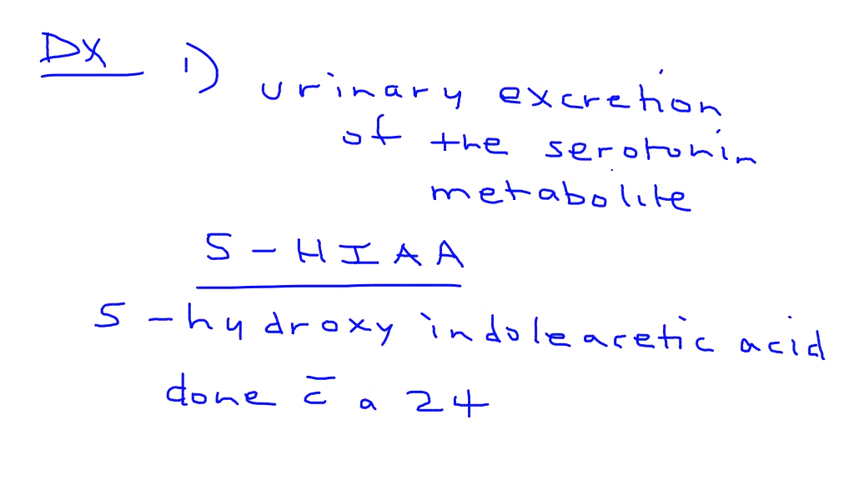 DX 1) urinary excretion
of the serotonin
metabolite
5-HIAA
5-hydroxy indoleacetic acid
done c̄ a 24